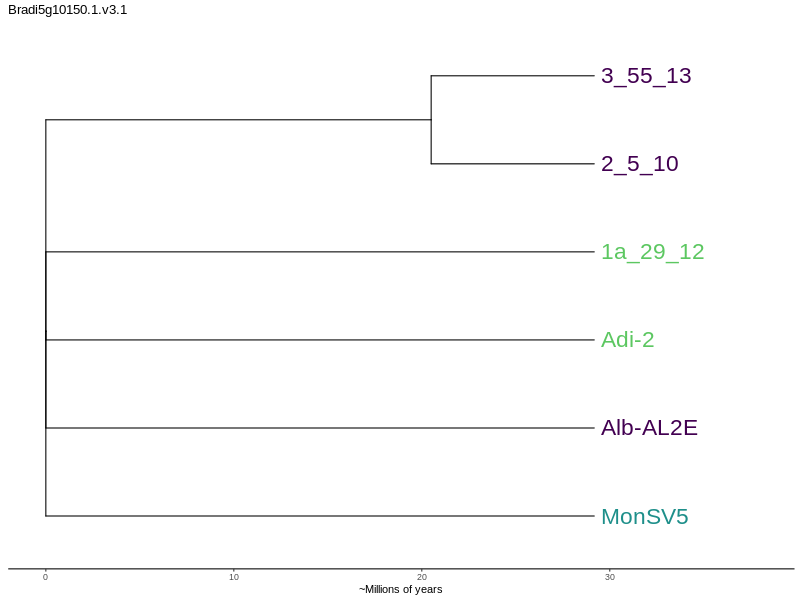 Bradi5g10150.1.v3.1
3_55_13
2_5_10
1a_29_12
Adi-2
Alb-AL2E
MonSV5
0 10 20 30
~Millions of years